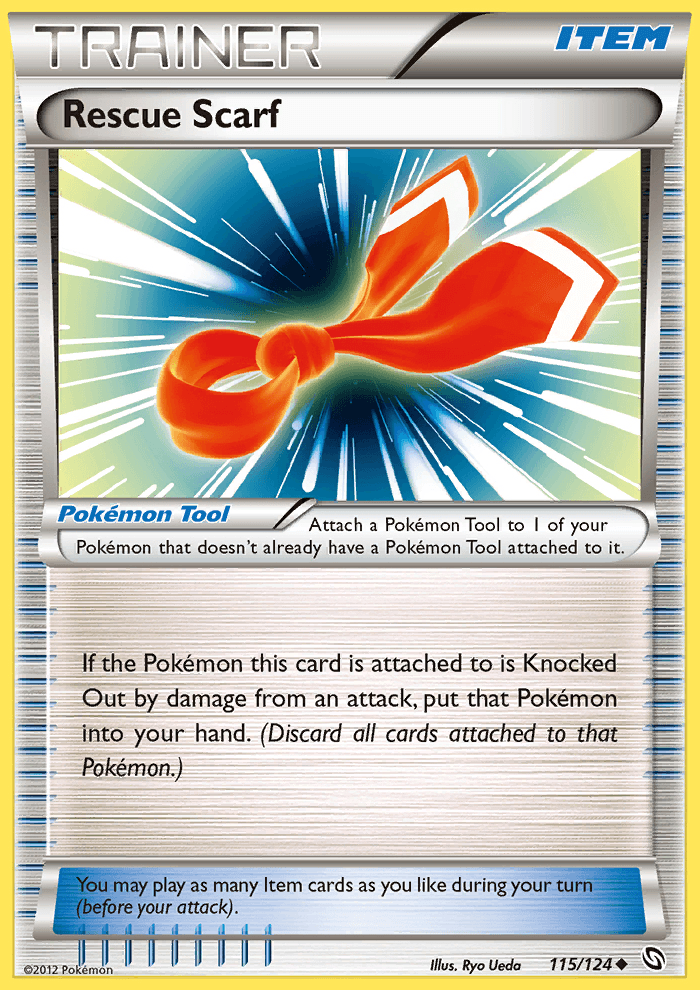 TRAINER
ITEM
Rescue Scarf
Pokémon Tool
Attach a Pokémon Tool to 1 of your
Pokémon that doesn't already have a Pokémon Tool attached to it.
If the Pokémon this card is attached to is Knocked
Out by damage from an attack, put that Pokémon
into your hand. (Discard all cards attached to that
Pokémon.)
You may play as many Item cards as you like during your turn
(before your attack).
©2012 Pokémon
Illus. Ryo Ueda
115/124